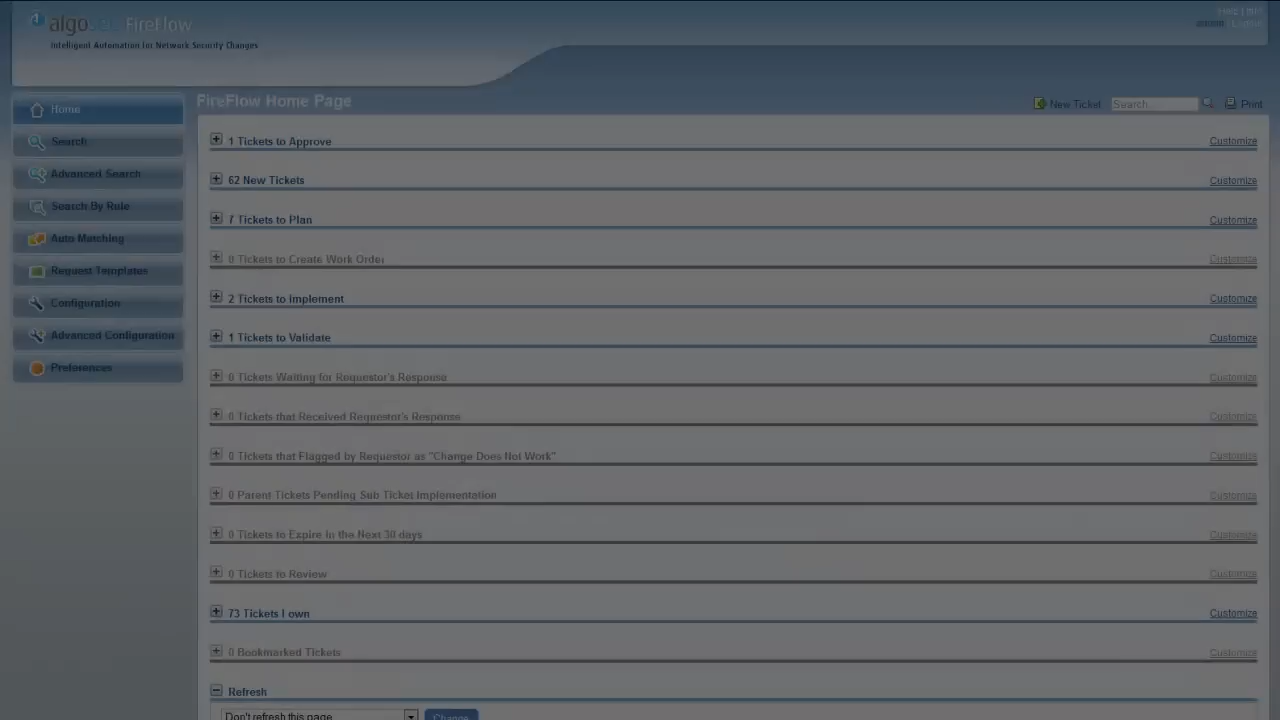 algosec FireFlow
Intelligent Automation for Network Security Changes
Help | Info
Logout
Home
Search
Advanced Search
Search By Rule
Auto Matching
Request Templates
Configuration
Advanced Configuration
Preferences
FireFlow Home Page
New Ticket
Search...
Print
1 Tickets to Approve Customize
62 New Tickets Customize
7 Tickets to Plan Customize
0 Tickets to Create Work Order Customize
2 Tickets to Implement Customize
1 Tickets to Validate Customize
0 Tickets Waiting for Requestor's Response Customize
0 Tickets that Received Requestor's Response Customize
0 Tickets that Flagged by Requestor as "Change Does Not Work" Customize
0 Parent Tickets Pending Sub Ticket Implementation Customize
0 Tickets to Expire in the Next 30 days Customize
0 Tickets to Review Customize
73 Tickets I own Customize
0 Bookmarked Tickets Customize
Refresh
Don't refresh this page.
Change